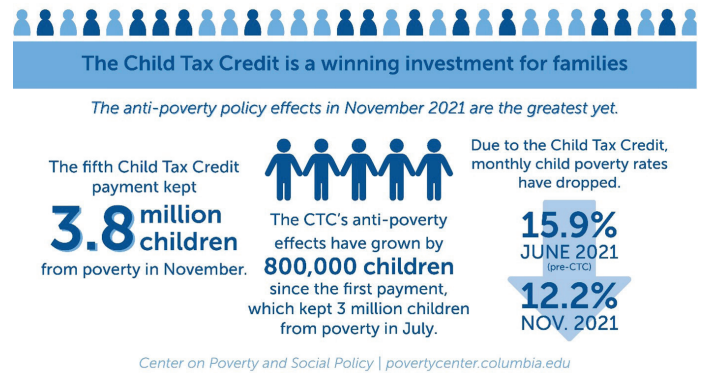 The Child Tax Credit is a winning investment for families
The anti-poverty policy effects in November 2021 are the greatest yet.
The fifth Child Tax Credit
payment kept
3.8 million
children
from poverty in November.
The CTC's anti-poverty
effects have grown by
800,000 children
since the first payment,
which kept 3 million children
from poverty in July.
Due to the Child Tax Credit,
monthly child poverty rates
have dropped.
15.9%
JUNE 2021
(pre-CTC)
12.2%
NOV. 2021
Center on Poverty and Social Policy | povertycenter.columbia.edu